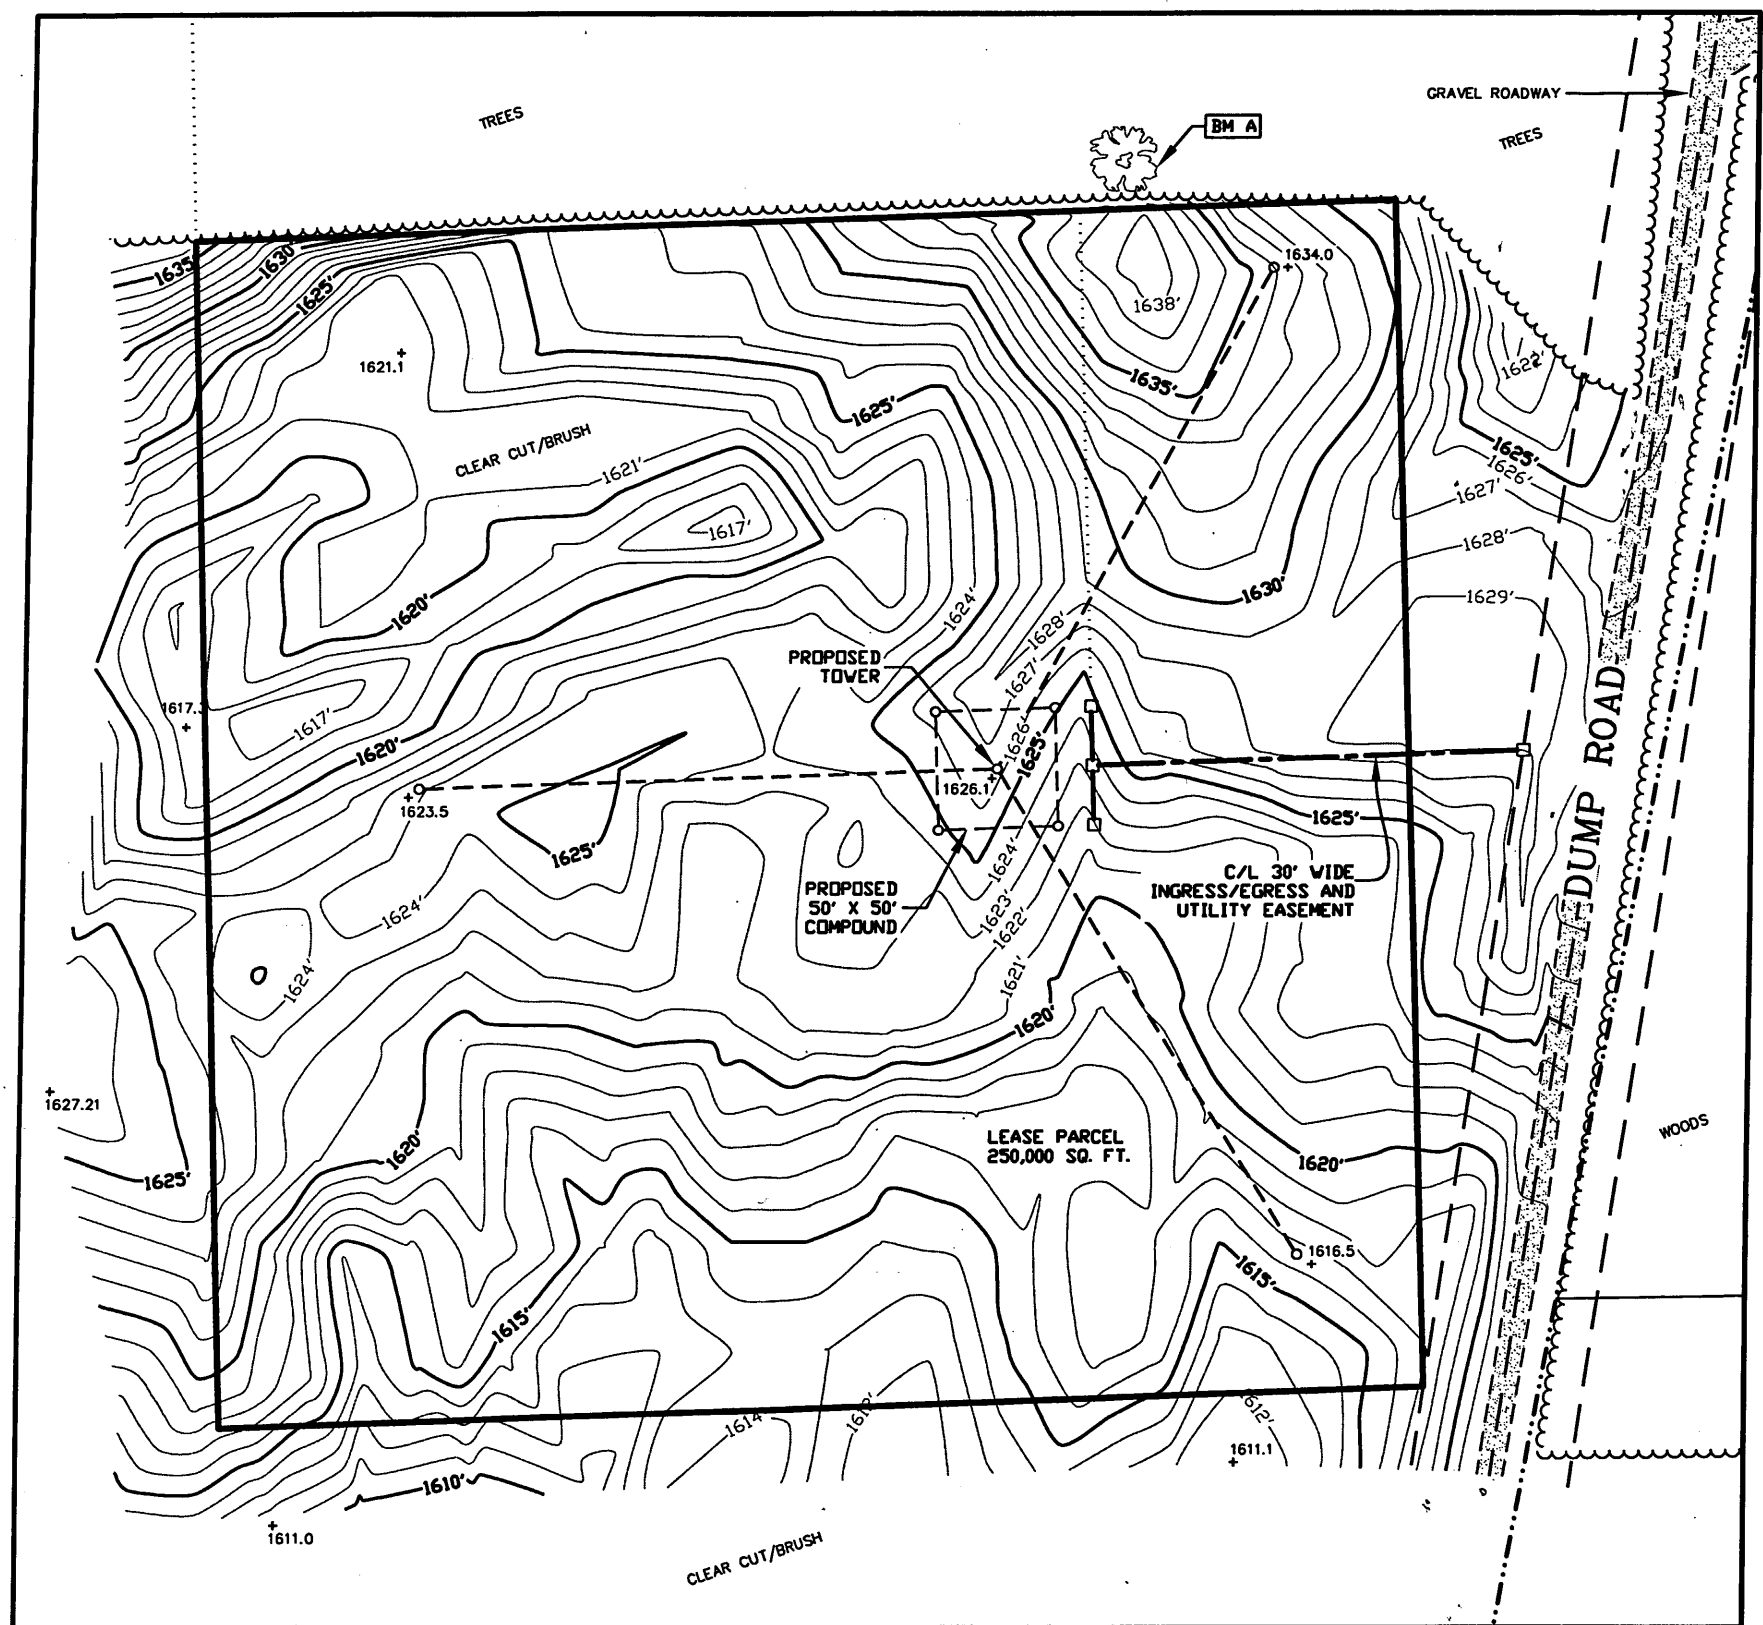 GRAVEL ROADWAY
TREES
BM A
TREES
1634.0
1635'
1630'
1625'
1638'
1621.1
1635'
1622'
1625'
CLEAR CUT/BRUSH
1621'
1625'
1626'
1627'
1617'
1628'
1620'
1624'
1630'
1629'
1628'
PROPOSED
TOWER
1627'
1617.3
1617'
1620'
1626'
1625'
1626.1
1623.5
1625'
1625'
DUMP ROAD
1624'
C/L 30' WIDE
INGRESS/EGRESS AND
UTILITY EASEMENT
PROPOSED
50' X 50'
COMPOUND
1624'
1623'
1622'
1624'
1621'
1620'
1627.21
WOODS
1620'
LEASE PARCEL
250,000 SQ. FT.
1620'
1625'
1616.5
1615'
1615'
1614'
1612'
1612'
1611.1
1610'
1611.0
CLEAR CUT/BRUSH